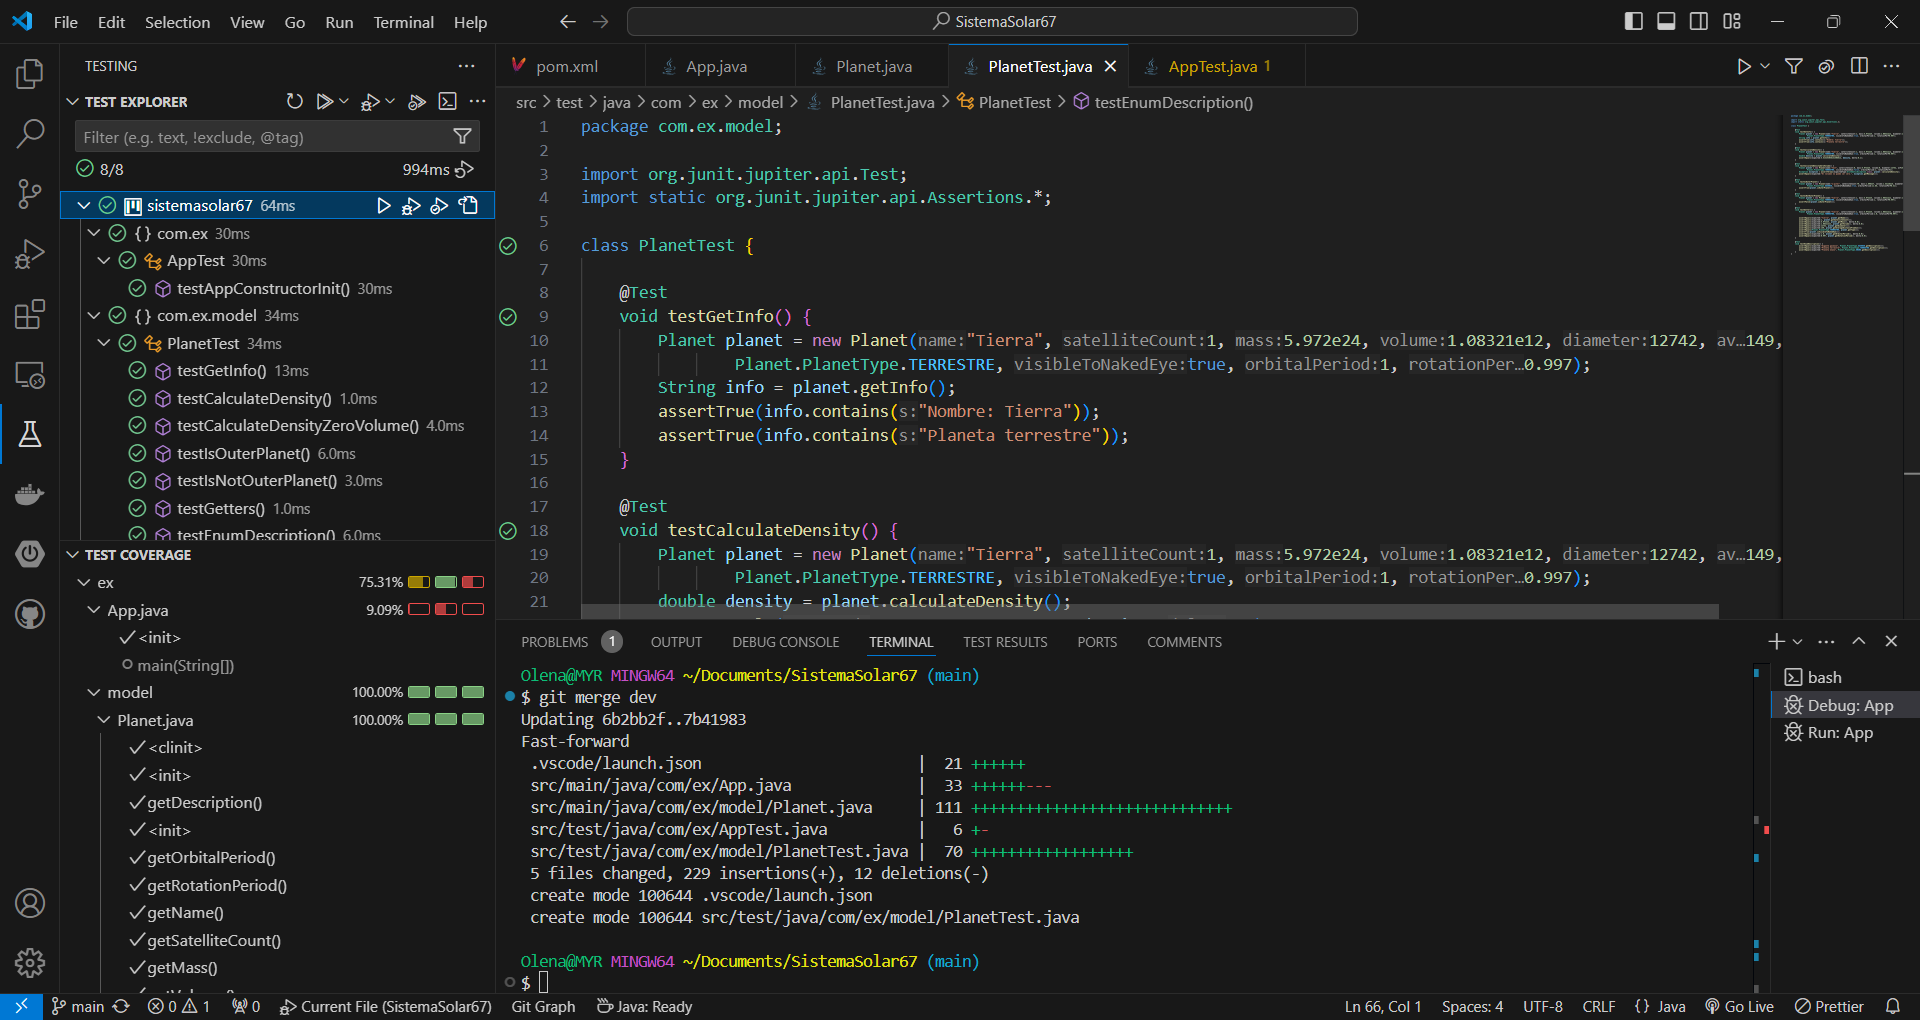 File Edit Selection View Go Run Terminal Help
SistemaSolar67
TESTING
TEST EXPLORER
Filter (e.g. text, !exclude, @tag)
8/8 994ms
sistemasolar67 64ms
{} com.ex 30ms
AppTest 30ms
testAppConstructorInit() 30ms
{} com.ex.model 34ms
PlanetTest 34ms
testGetInfo() 13ms
testCalculateDensity() 1.0ms
testCalculateDensityZeroVolume() 4.0ms
testIsOuterPlanet() 6.0ms
testIsNotOuterPlanet() 3.0ms
testGetters() 1.0ms
testEnumDescription() 6.0ms
TEST COVERAGE
ex 75.31%
App.java 9.09%
<init>
main(String[])
model 100.00%
Planet.java 100.00%
<clinit>
<init>
getDescription()
<init>
getOrbitalPeriod()
getRotationPeriod()
getName()
getSatelliteCount()
getMass()
pom.xml App.java Planet.java PlanetTest.java AppTest.java 1
src > test > java > com > ex > model > PlanetTest.java > PlanetTest > testEnumDescription()
1 package com.ex.model;
2
3 import org.junit.jupiter.api.Test;
4 import static org.junit.jupiter.api.Assertions.*;
5
6 class PlanetTest {
7
8 @Test
9 void testGetInfo() {
10 Planet planet = new Planet(name:"Tierra", satelliteCount:1, mass:5.972e24, volume:1.08321e12, diameter:12742, av…149,
11 Planet.PlanetType.TERRESTRE, visibleToNakedEye:true, orbitalPeriod:1, rotationPer…0.997);
12 String info = planet.getInfo();
13 assertTrue(info.contains(s:"Nombre: Tierra"));
14 assertTrue(info.contains(s:"Planeta terrestre"));
15 }
16
17 @Test
18 void testCalculateDensity() {
19 Planet planet = new Planet(name:"Tierra", satelliteCount:1, mass:5.972e24, volume:1.08321e12, diameter:12742, av…149,
20 Planet.PlanetType.TERRESTRE, visibleToNakedEye:true, orbitalPeriod:1, rotationPer…0.997);
21 double density = planet.calculateDensity();
PROBLEMS 1 OUTPUT DEBUG CONSOLE TERMINAL TEST RESULTS PORTS COMMENTS
Olena@MYR MINGW64 ~/Documents/SistemaSolar67 (main)
$ git merge dev
Updating 6b2bb2f..7b41983
Fast-forward
.vscode/launch.json | 21 ++++++
src/main/java/com/ex/App.java | 33 ++++++---
src/main/java/com/ex/model/Planet.java | 111 +++++++++++++++++++++++++++++
src/test/java/com/ex/AppTest.java | 6 +-
src/test/java/com/ex/model/PlanetTest.java | 70 ++++++++++++++++++
5 files changed, 229 insertions(+), 12 deletions(-)
create mode 100644 .vscode/launch.json
create mode 100644 src/test/java/com/ex/model/PlanetTest.java
Olena@MYR MINGW64 ~/Documents/SistemaSolar67 (main)
$
bash
Debug: App
Run: App
main 0 1 0 Current File (SistemaSolar67) Git Graph Java: Ready Ln 66, Col 1 Spaces: 4 UTF-8 CRLF {} Java Go Live Prettier